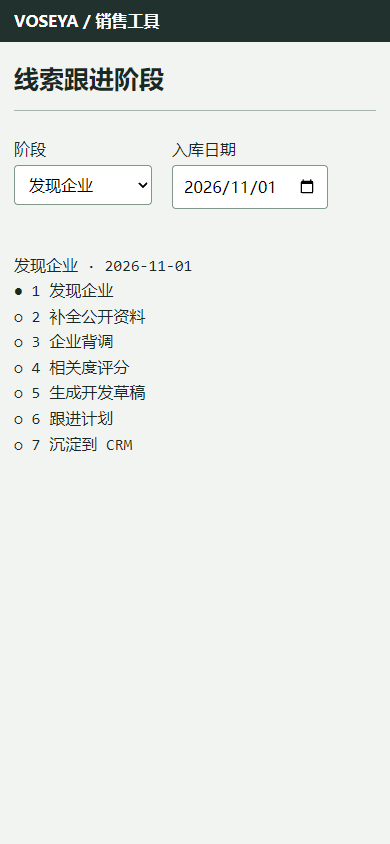 VOSEYA / 销售工具
线索跟进阶段
阶段 入库日期
发现企业 2026/11/01
发现企业 · 2026-11-01
● 1 发现企业
○ 2 补全公开资料
○ 3 企业背调
○ 4 相关度评分
○ 5 生成开发草稿
○ 6 跟进计划
○ 7 沉淀到 CRM